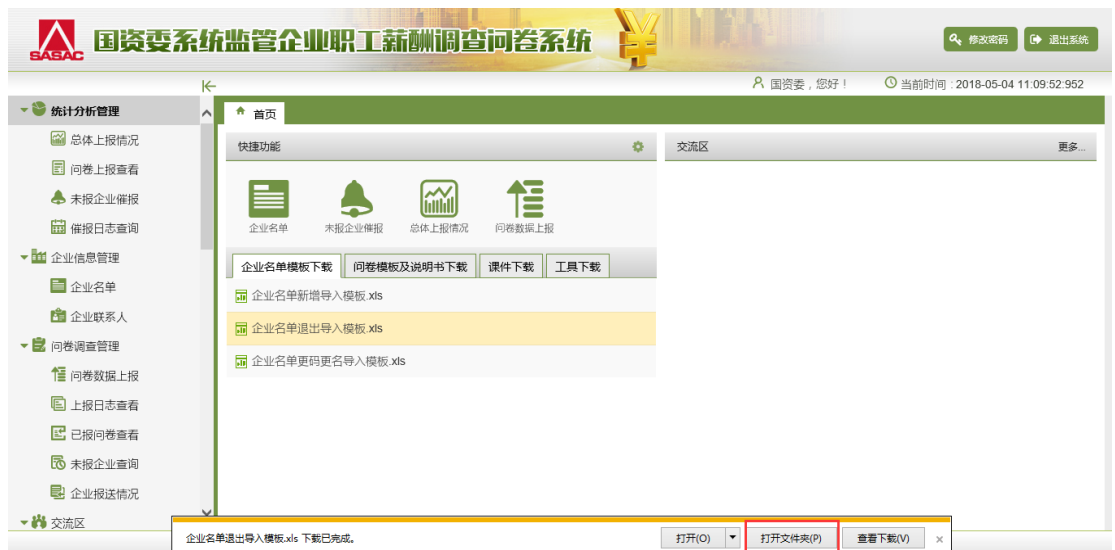 SASAC
国资委系统监管企业职工薪酬调查问卷系统
修改密码
退出系统
国资委，您好！
当前时间：2018-05-04 11:09:52:952
统计分析管理
总体上报情况
问卷上报查看
未报企业催报
催报日志查询
企业信息管理
企业名单
企业联系人
问卷调查管理
问卷数据上报
上报日志查看
已报问卷查看
未报企业查询
企业报送情况
交流区
首页
快捷功能
企业名单
未报企业催报
总体上报情况
问卷数据上报
企业名单模板下载
问卷模板及说明书下载
课件下载
工具下载
企业名单新增导入模板.xls
企业名单退出导入模板.xls
企业名单更码更名导入模板.xls
交流区
更多...
企业名单退出导入模板.xls 下载已完成。
打开(O)
打开文件夹(P)
查看下载(V)
×